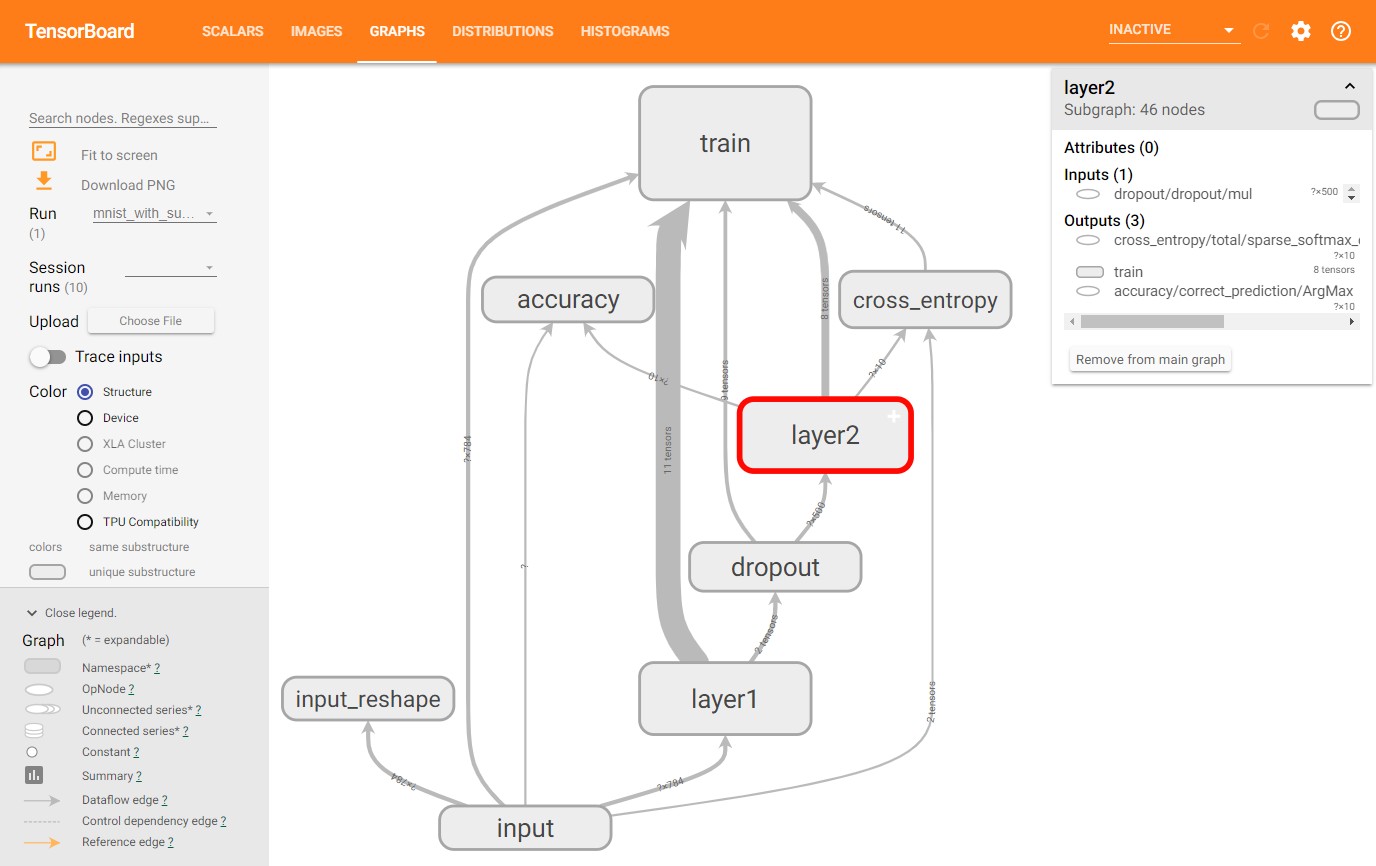 TensorBoard
SCALARS
IMAGES
GRAPHS
DISTRIBUTIONS
HISTOGRAMS
INACTIVE
Search nodes. Regexes sup...
Fit to screen
Download PNG
Run
(1)
mnist_with_su...
Session
runs (10)
Upload
Choose File
Trace inputs
Color
Structure
Device
XLA Cluster
Compute time
Memory
TPU Compatibility
colors
same substructure
unique substructure
Close legend.
Graph
(* = expandable)
Namespace* ?
OpNode ?
Unconnected series* ?
Connected series* ?
Constant ?
Summary ?
Dataflow edge ?
Control dependency edge ?
Reference edge ?
train
11 tensors
accuracy
cross_entropy
8 tensors
?×10
?×10
9 tensors
layer2
?×784
11 tensors
?×500
?
dropout
2 tensors
input_reshape
layer1
2 tensors
?×784
?×784
input
layer2
Subgraph: 46 nodes
Attributes (0)
Inputs (1)
dropout/dropout/mul
?×500
Outputs (3)
cross_entropy/total/sparse_softmax_
?×10
train
8 tensors
accuracy/correct_prediction/ArgMax
?×10
Remove from main graph